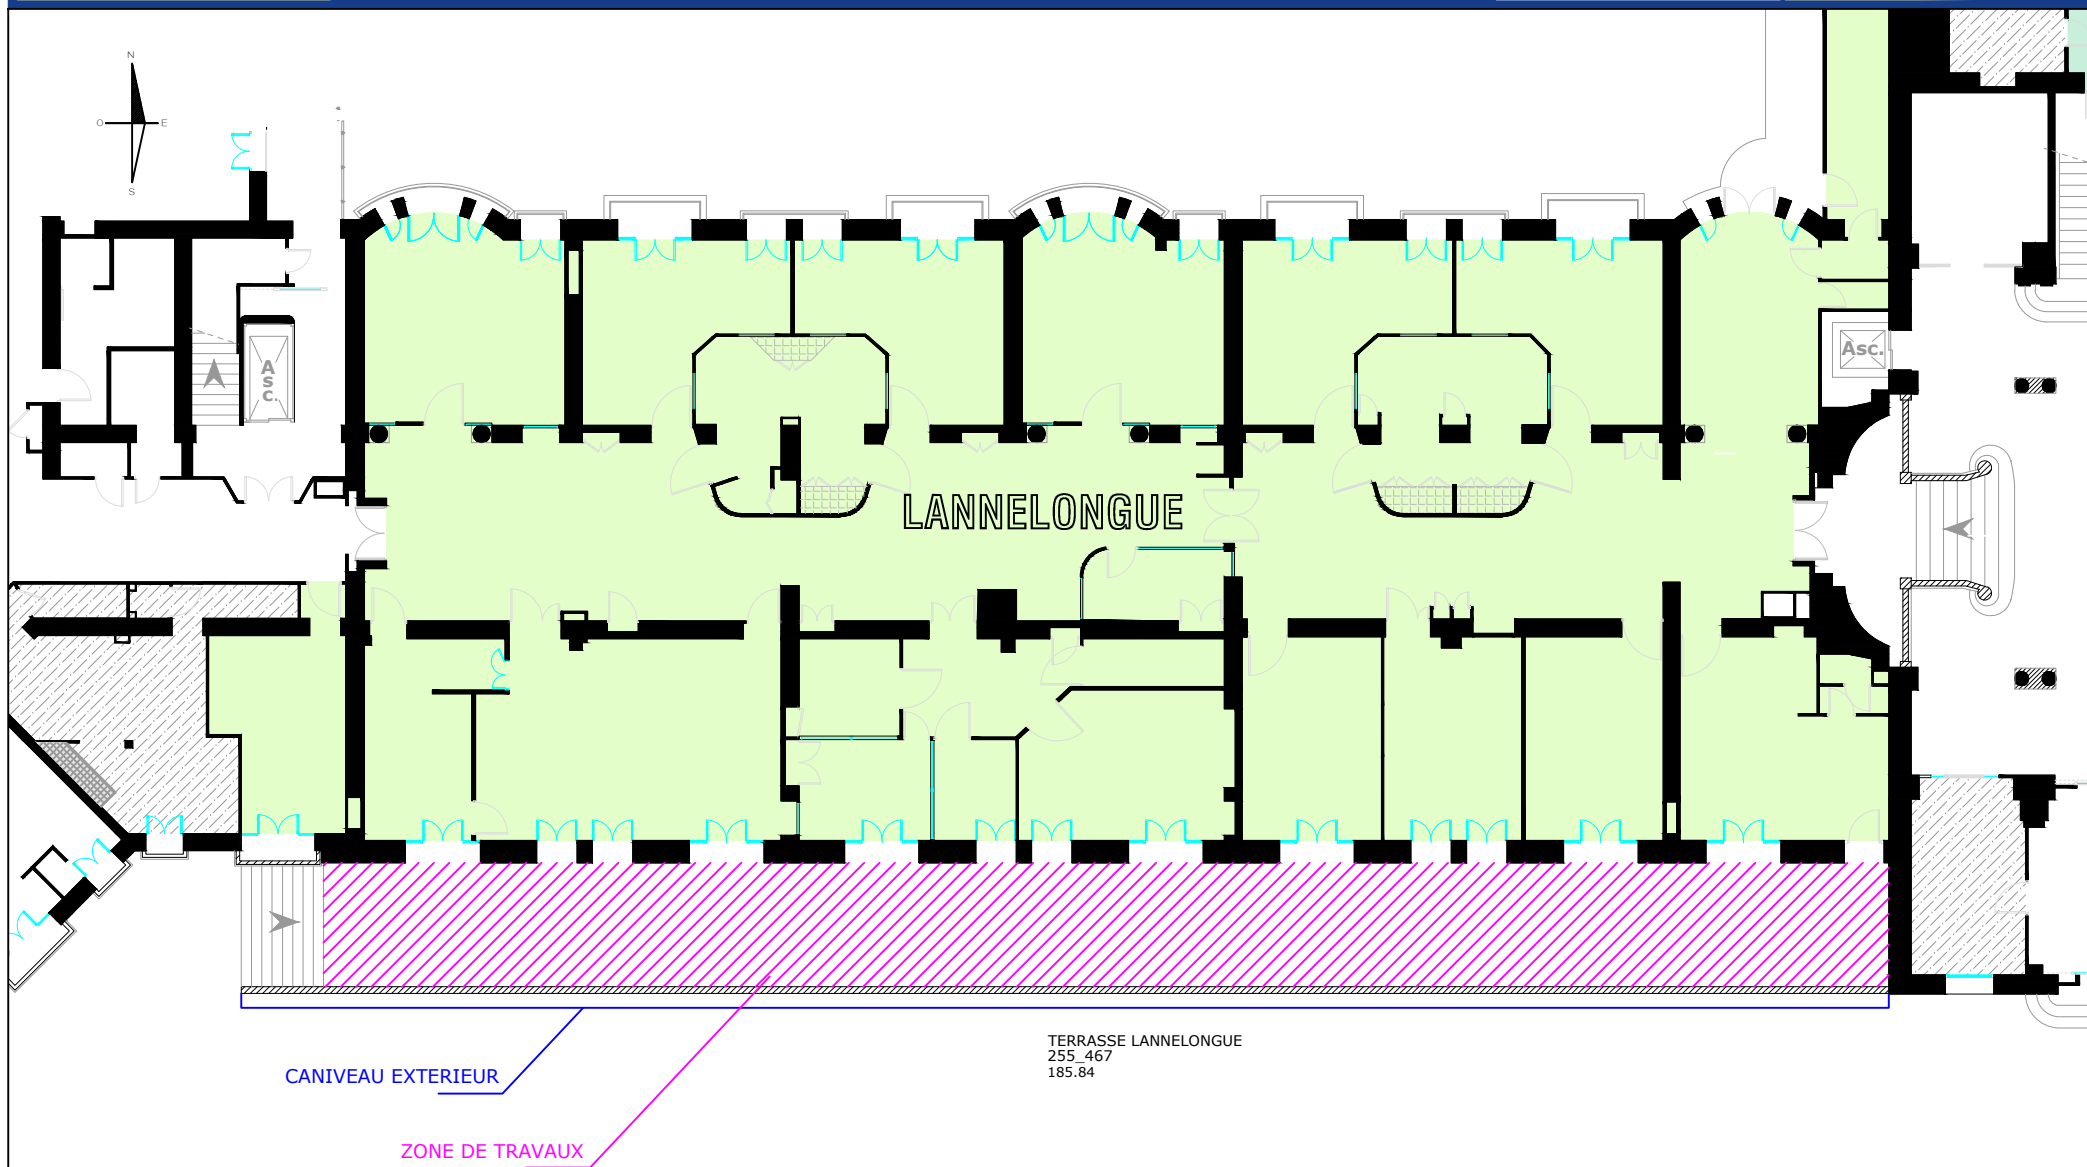 N
O
E
S
A
s
c.
Asc.
LANNELONGUE
TERRASSE LANNELONGUE
255_467
185.84
CANIVEAU EXTERIEUR
ZONE DE TRAVAUX